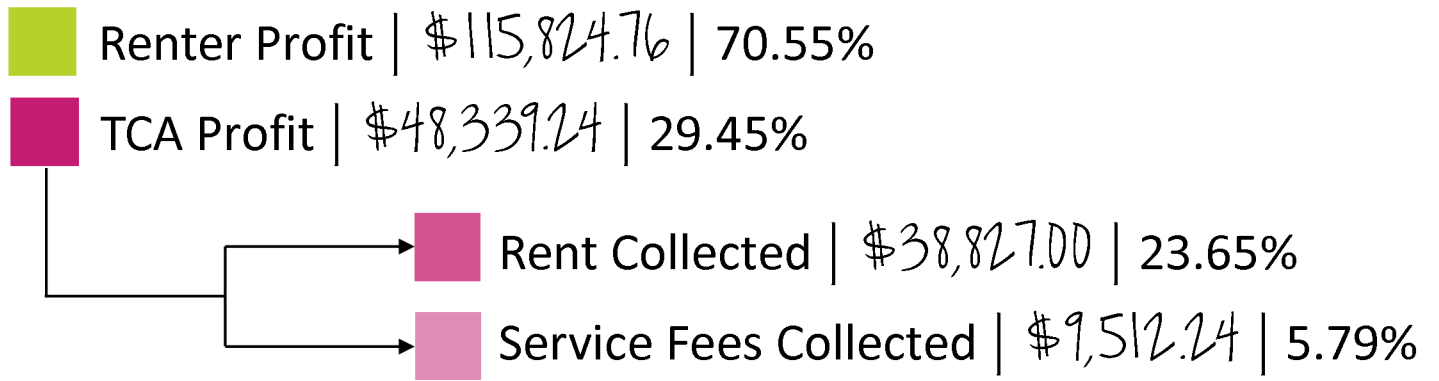 Renter Profit | $115,824.76 | 70.55%
TCA Profit | $48,339.24 | 29.45%
Rent Collected | $38,827.00 | 23.65%
Service Fees Collected | $9,512.24 | 5.79%